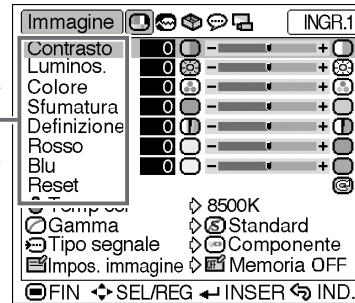 Immagine INGR.1
Contrasto 0 - +
Luminos. 0 - +
Colore 0 - +
Sfumatura 0 - +
Definizione 0 - +
Rosso 0 - +
Blu 0 - +
Reset
8500K
Gamma S Standard
Tipo segnale Componente
Impos. immagine Memoria OFF
FIN SEL/REG INSER IND.